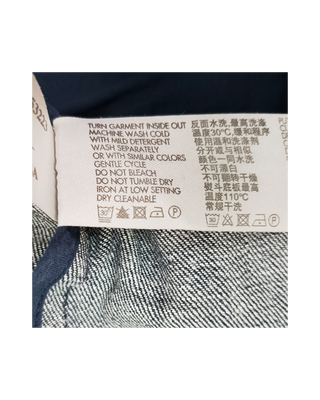 TURN GARMENT INSIDE OUT
MACHINE WASH COLD
WITH MILD DETERGENT
WASH SEPARATELY
OR WITH SIMILAR COLORS
GENTLE CYCLE
DO NOT BLEACH
DO NOT TUMBLE DRY
IRON AT LOW SETTING
DRY CLEANABLE
30°
P
反面水洗,最高洗涤
温度30℃,缓和程序
使用温和洗涤剂
分开或与相似
颜色一同水洗
不可漂白
不可翻转干燥
熨斗底板最高
温度110℃
常规干洗
30
P